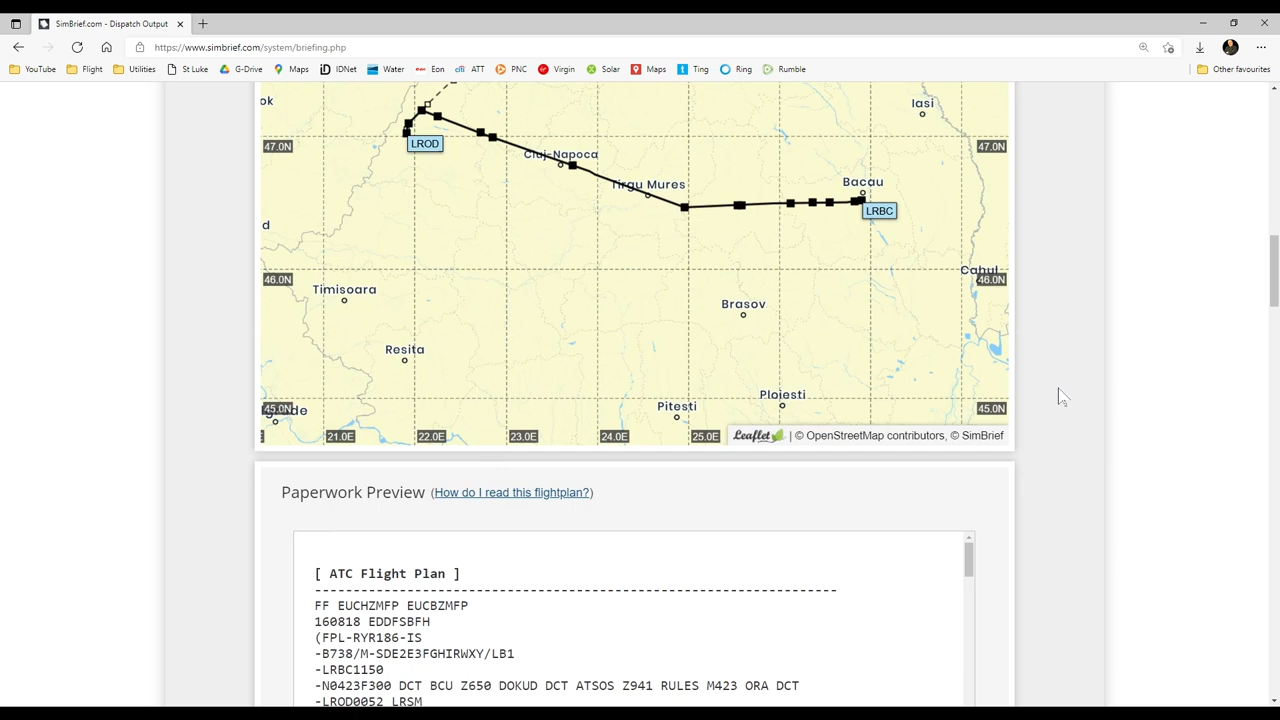 SimBrief.com - Dispatch Output
https://www.simbrief.com/system/briefing.php
YouTube Flight Utilities St Luke G-Drive Maps IDNet Water Eon ATT PNC Virgin Solar Maps Ting Ring Rumble Other favourites
ok
Iasi
47.0N
LROD
47.0N
Cluj-Napoca
Tirgu Mures
Bacau
LRBC
d
46.0N
Cahul
46.0N
Timisoara
Brasov
Resita
Ploiesti
Pitesti
45.0N
de
45.0N
21.0E 22.0E 23.0E 24.0E 25.0E
Leaflet | © OpenStreetMap contributors, © SimBrief
Paperwork Preview (How do I read this flightplan?)
[ ATC Flight Plan ]
--------------------------------------------------------------------
FF EUCHZMFP EUCBZMFP
160818 EDDFSBFH
(FPL-RYR186-IS
-B738/M-SDE2E3FGHIRWXY/LB1
-LRBC1150
-N0423F300 DCT BCU Z650 DOKUD DCT ATSOS Z941 RULES M423 ORA DCT
-LROD0052 LRSM